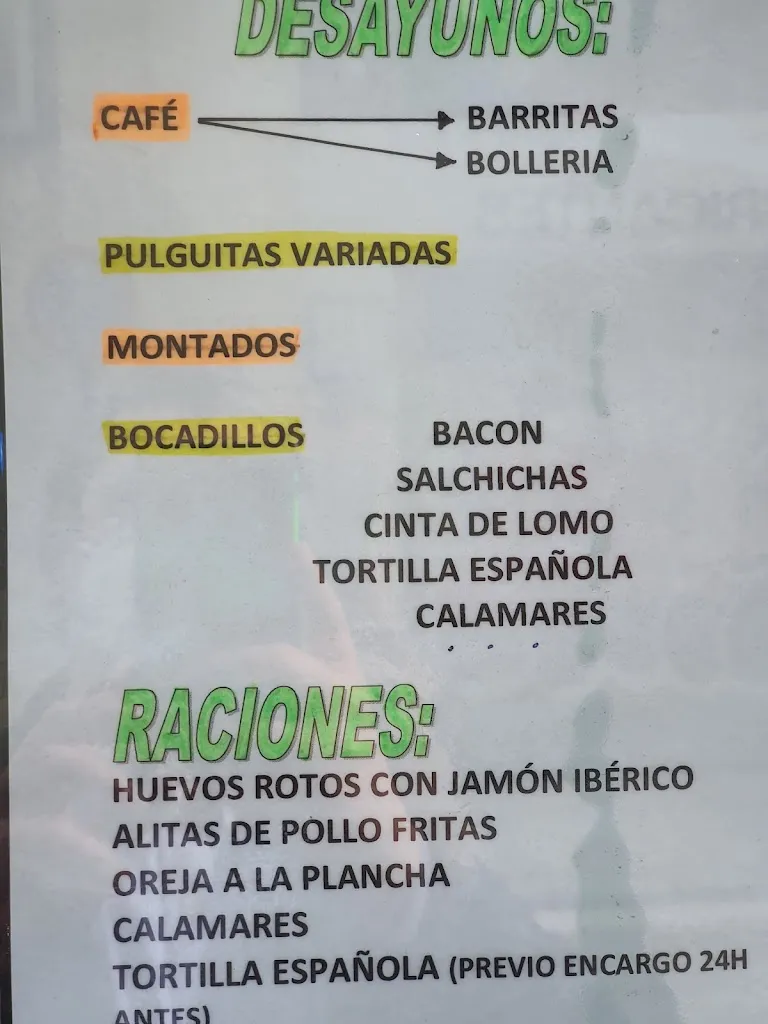 DESAYUNOS:
CAFÉ BARRITAS
BOLLERIA
PULGUITAS VARIADAS
MONTADOS
BOCADILLOS BACON
SALCHICHAS
CINTA DE LOMO
TORTILLA ESPAÑOLA
CALAMARES
. . .
RACIONES:
HUEVOS ROTOS CON JAMÓN IBÉRICO
ALITAS DE POLLO FRITAS
OREJA A LA PLANCHA
CALAMARES
TORTILLA ESPAÑOLA (PREVIO ENCARGO 24H
ANTES)